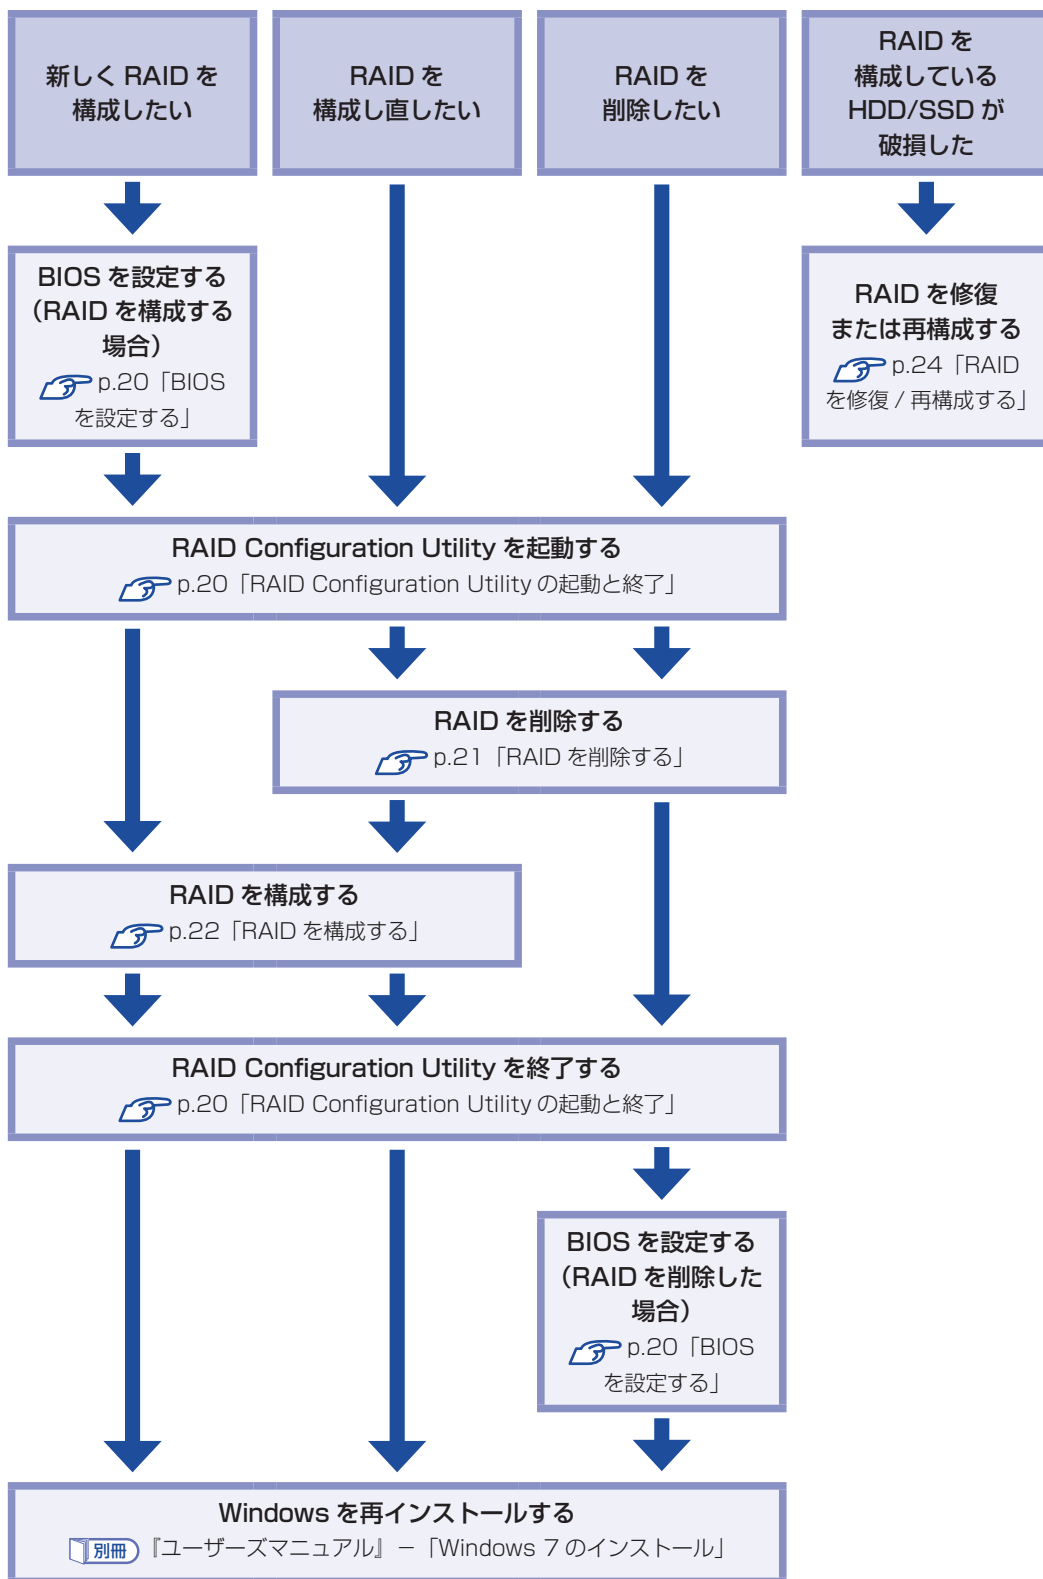 新しく RAID を
構成したい
RAID を
構成し直したい
RAID を
削除したい
RAID を
構成している
HDD/SSD が
破損した
BIOS を設定する
（RAID を構成する
場合）
p.20「BIOS
を設定する」
RAID を修復
または再構成する
p.24「RAID
を修復 / 再構成する」
RAID Configuration Utility を起動する
p.20「RAID Configuration Utility の起動と終了」
RAID を削除する
p.21「RAID を削除する」
RAID を構成する
p.22「RAID を構成する」
RAID Configuration Utility を終了する
p.20「RAID Configuration Utility の起動と終了」
BIOS を設定する
（RAID を削除した
場合）
p.20「BIOS
を設定する」
Windows を再インストールする
別冊 『ユーザーズマニュアル』－「Windows 7 のインストール」